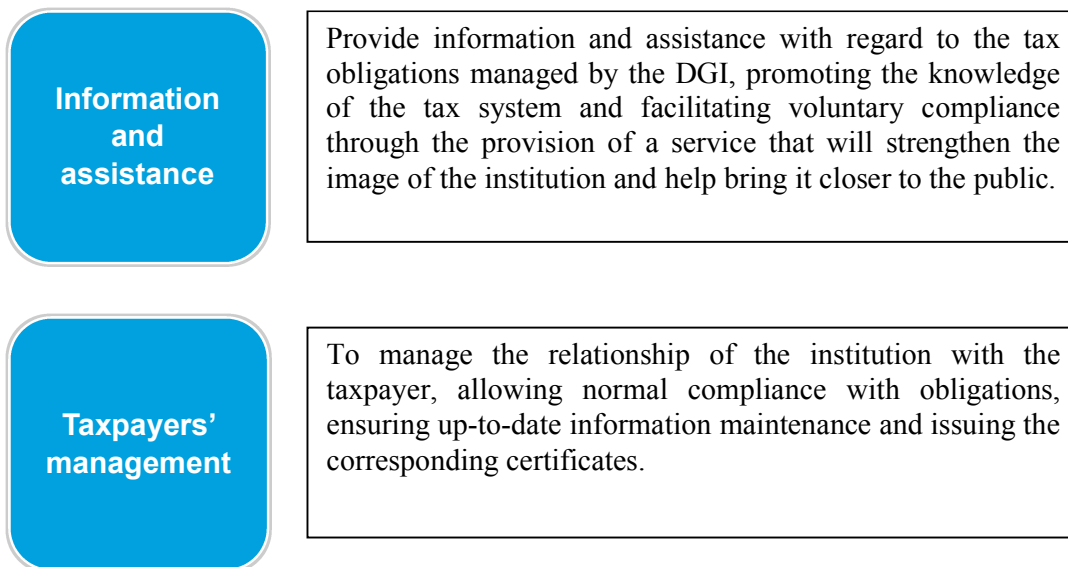 Information
and
assistance
Provide information and assistance with regard to the tax
obligations managed by the DGI, promoting the knowledge
of the tax system and facilitating voluntary compliance
through the provision of a service that will strengthen the
image of the institution and help bring it closer to the public.
Taxpayers’
management
To manage the relationship of the institution with the
taxpayer, allowing normal compliance with obligations,
ensuring up-to-date information maintenance and issuing the
corresponding certificates.